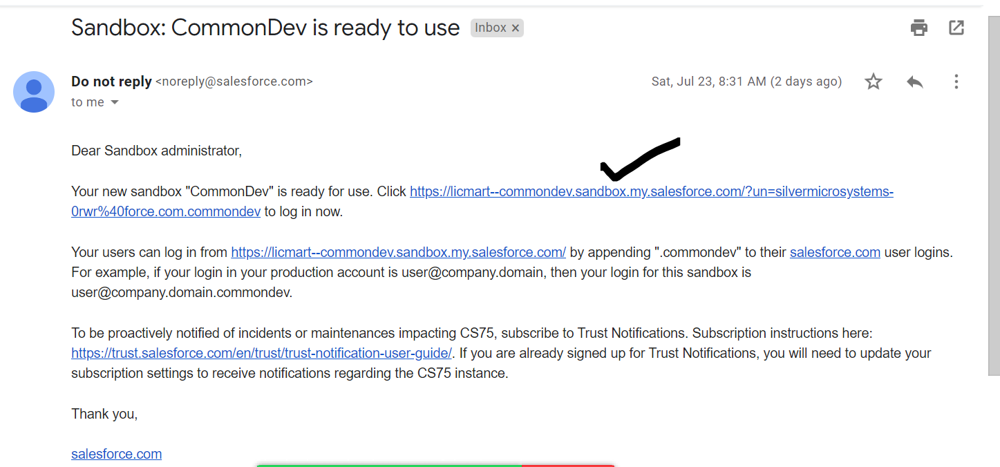 Sandbox: CommonDev is ready to use Inbox ×
Do not reply <noreply@salesforce.com> Sat, Jul 23, 8:31 AM (2 days ago)
to me
Dear Sandbox administrator,
Your new sandbox "CommonDev" is ready for use. Click https://licmart--commondev.sandbox.my.salesforce.com/?un=silvermicrosystems-
0rwr%40force.com.commondev to log in now.
Your users can log in from https://licmart--commondev.sandbox.my.salesforce.com/ by appending ".commondev" to their salesforce.com user logins.
For example, if your login in your production account is user@company.domain, then your login for this sandbox is
user@company.domain.commondev.
To be proactively notified of incidents or maintenances impacting CS75, subscribe to Trust Notifications. Subscription instructions here:
https://trust.salesforce.com/en/trust/trust-notification-user-guide/. If you are already signed up for Trust Notifications, you will need to update your
subscription settings to receive notifications regarding the CS75 instance.
Thank you,
salesforce.com